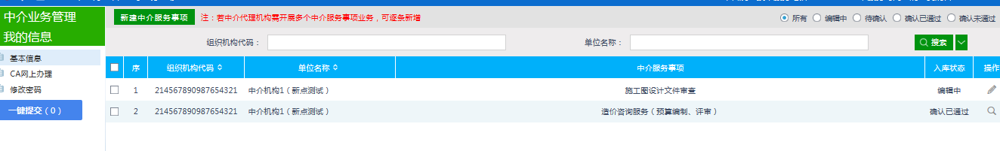 中介业务管理
我的信息
基本信息
CA网上办理
修改密码
一键提交（0）
新建中介服务事项 注：若中介代理机构需开展多个中介服务事项业务，可逐条新增 所有 编辑中 待确认 确认已通过 确认未通过
组织机构代码： 单位名称： 搜索
序 组织机构代码 单位名称 中介服务事项 入库状态 操作
1 214567890987654321 中介机构1（新点测试） 施工图设计文件审查 编辑中
2 214567890987654321 中介机构1（新点测试） 造价咨询服务（预算编制、评审） 确认已通过